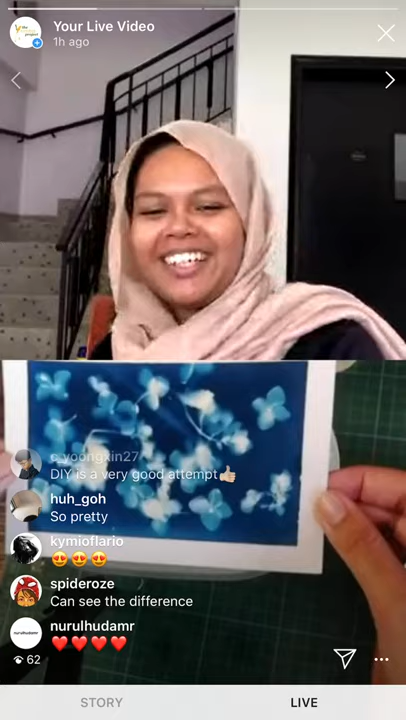 Your Live Video
1h ago
c_yoongxin27
DIY is a very good attempt👍🏼
huh_goh
So pretty
kymioflario
😍😍😍
spideroze
Can see the difference
nurulhudamr
❤️❤️❤️❤️
62
STORY
LIVE